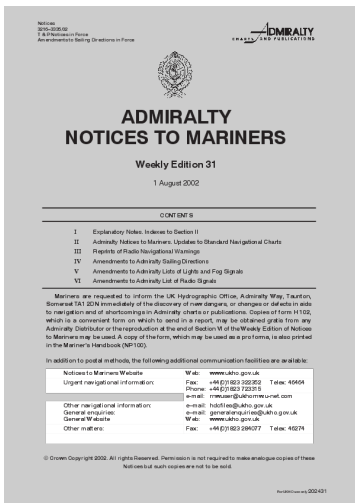 Notices
3216--3335/02
T & P Notices in Force
Amendments to Sailing Directions in Force
ADMIRALTY
CHARTS AND PUBLICATIONS
ADMIRALTY
NOTICES TO MARINERS
Weekly Edition 31
1 August 2002
CONTENTS
I Explanatory Notes. Indexes to Section II
II Admiralty Notices to Mariners. Updates to Standard Navigational Charts
III Reprints of Radio Navigational Warnings
IV Amendments to Admiralty Sailing Directions
V Amendments to Admiralty Lists of Lights and Fog Signals
VI Amendments to Admiralty List of Radio Signals
Mariners are requested to inform the UK Hydrographic Office, Admiralty Way, Taunton,
Somerset TA1 2DN immediately of the discovery of new dangers, or changes or defects in aids
to navigation and of shortcomings in Admiralty charts or publications. Copies of form H102,
which is a convenient form on which to send in a report, may be obtained gratis from any
Admiralty Distributor or the reproduction at the end of Section VI of the Weekly Edition of Notices
to Mariners may be used. A copy of the form, which may be used as a pro forma, is also printed
in the Mariner's Handbook (NP100).
In addition to postal methods, the following additional communication facilities are available:
Notices to Mariners Website Web: www.ukho.gov.uk
Urgent navigational information: Fax: +44(0)1823 322352 Telex: 46464
Phone: +44(0)1823 723315
e-mail: rnwuser@ukhornwu-net.com
Other navigational information: e-mail: hdcfiles@ukho.gov.uk
General enquiries: e-mail: generalenquiries@ukho.gov.uk
General Website Web: www.ukho.gov.uk
Other matters: Fax: +44(0)1823 284077 Telex: 46274
© Crown Copyright 2002. All rights Reserved. Permission is not required to make analogue copies of these
Notices but such copies are not to be sold.
202431